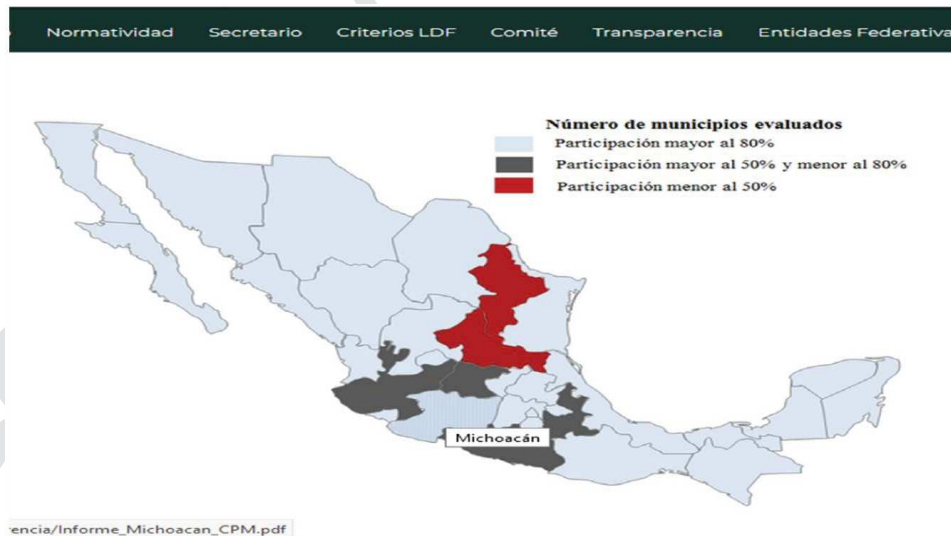 Normatividad Secretario Criterios LDF Comité Transparencia Entidades Federativa
Número de municipios evaluados
Participación mayor al 80%
Participación mayor al 50% y menor al 80%
Participación menor al 50%
Michoacán
rencia/Informe_Michoacan_CPM.pdf